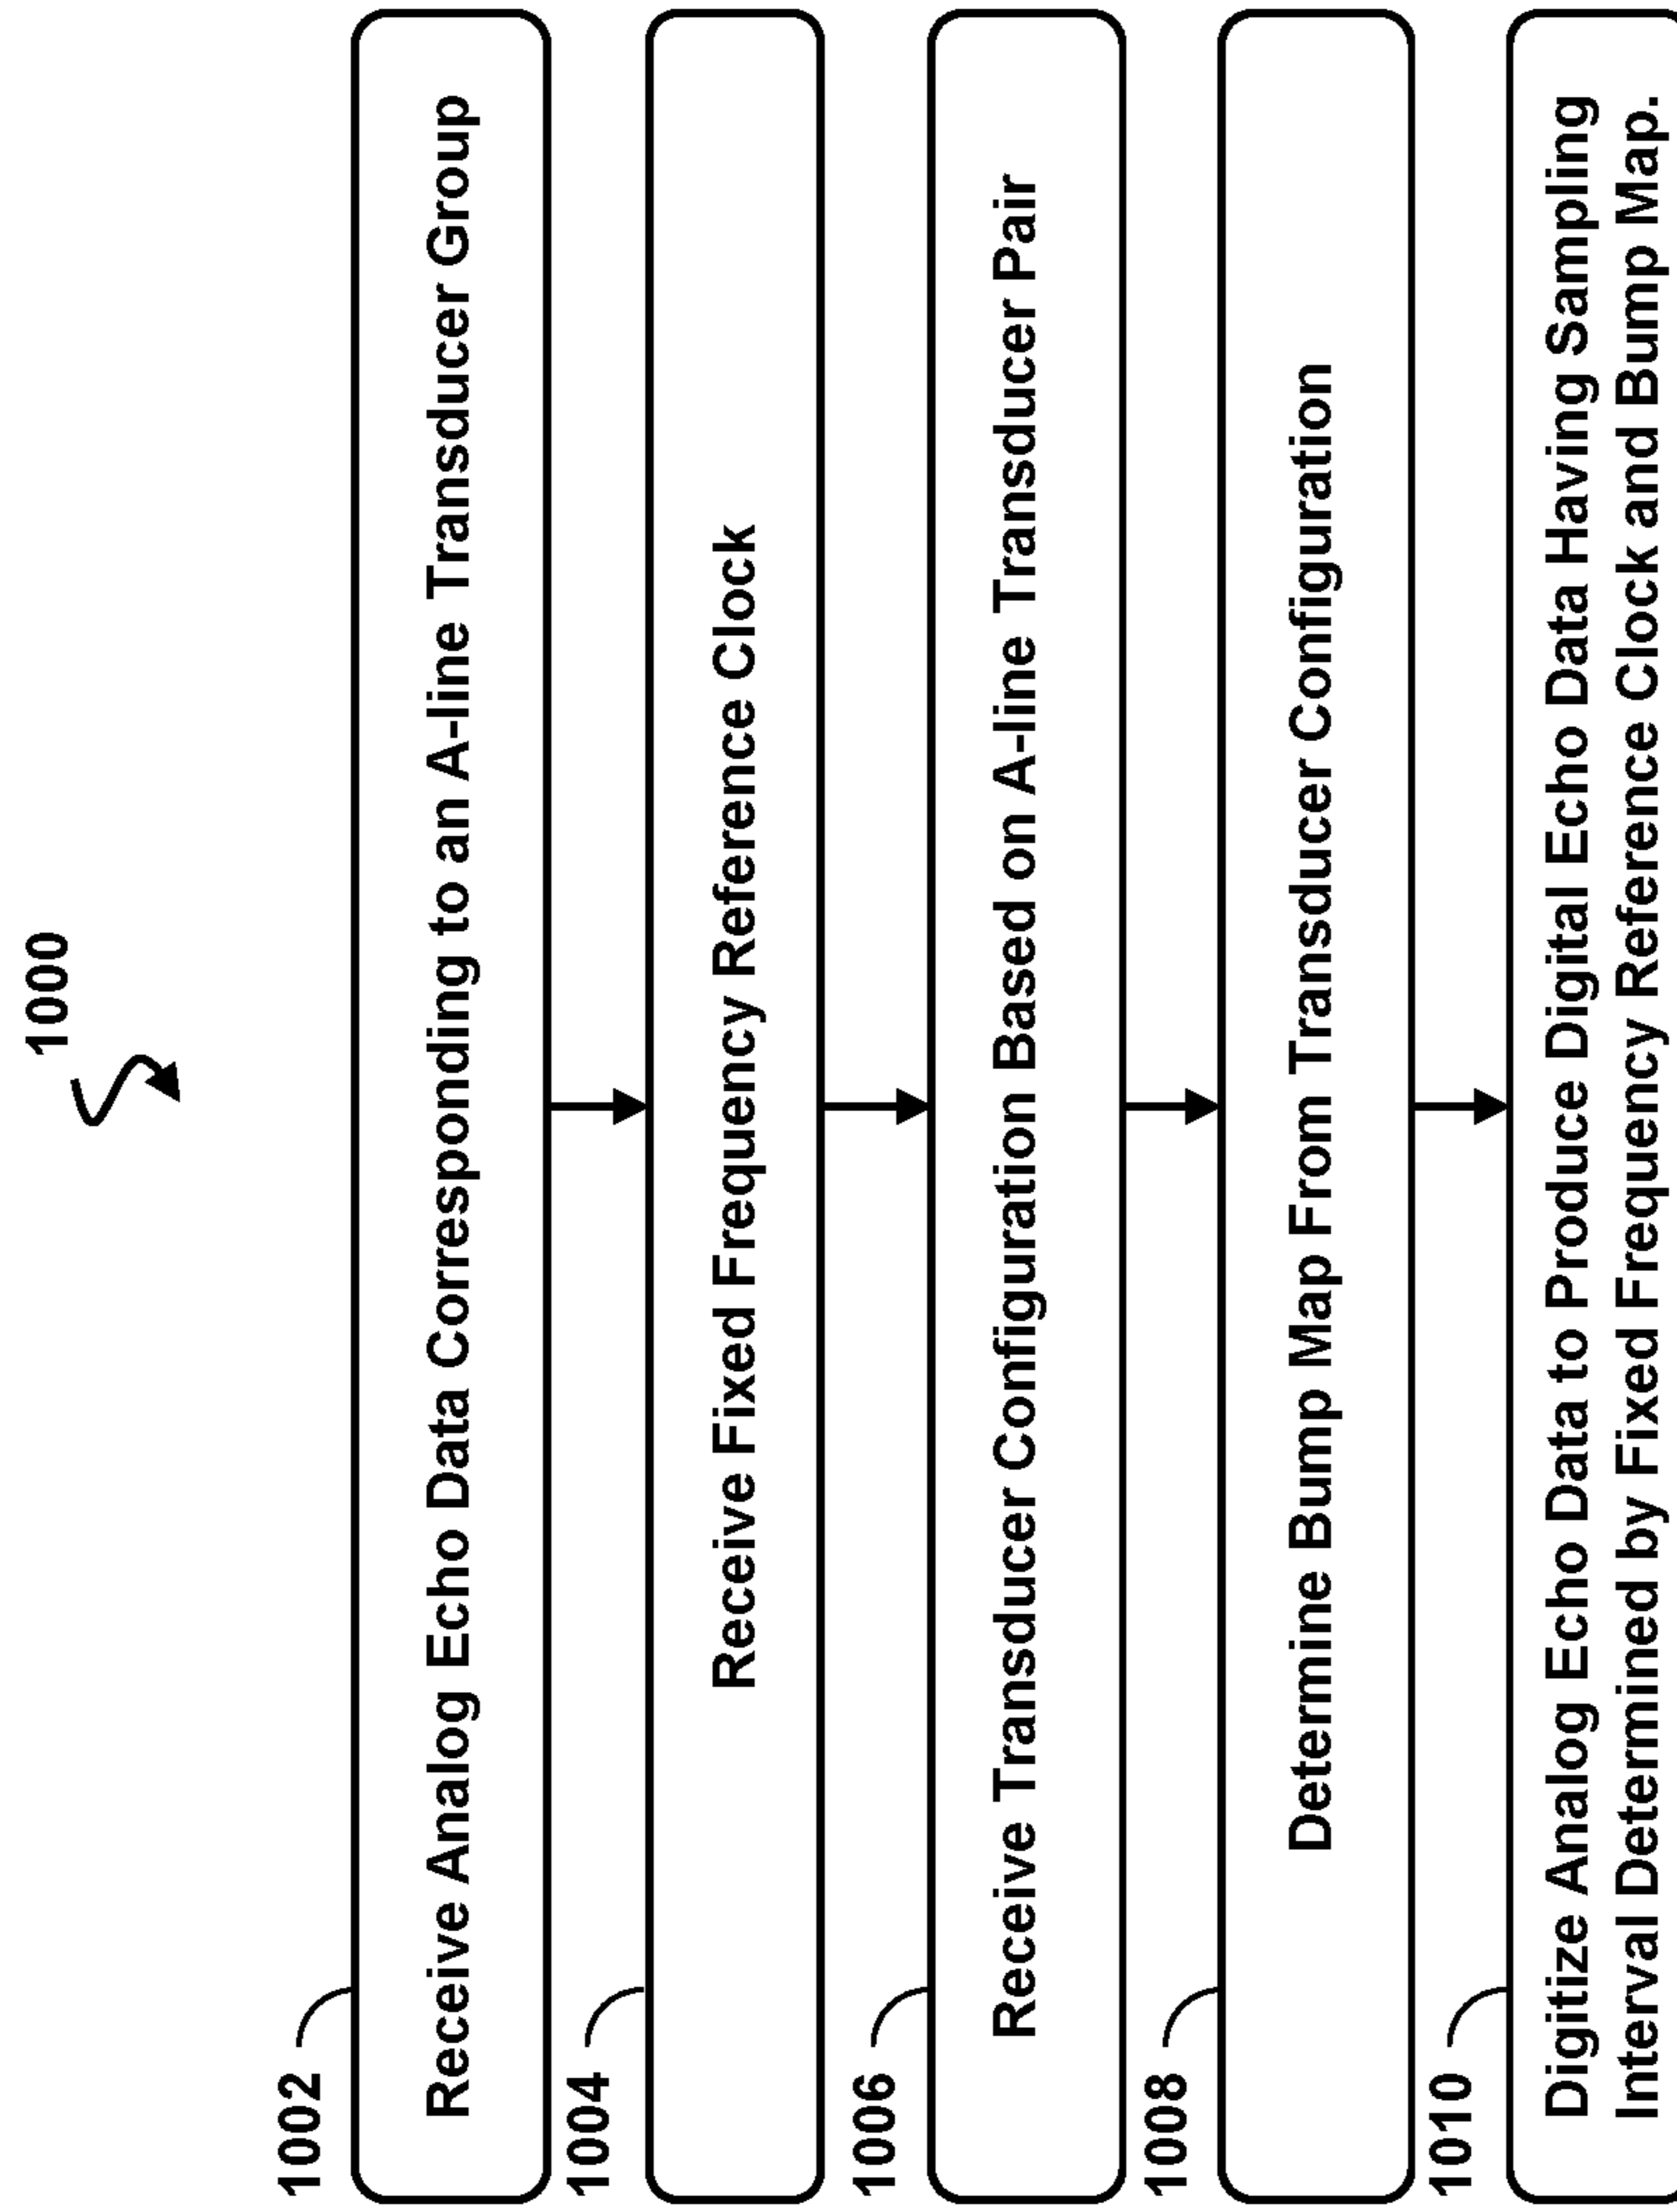 1000
1002
Receive Analog Echo Data Corresponding to an A-line Transducer Group
1004
Receive Fixed Frequency Reference Clock
1006
Receive Transducer Configuration Based on A-line Transducer Pair
1008
Determine Bump Map From Transducer Configuration
1010
Digitize Analog Echo Data to Produce Digital Echo Data Having Sampling
Interval Determined by Fixed Frequency Reference Clock and Bump Map.